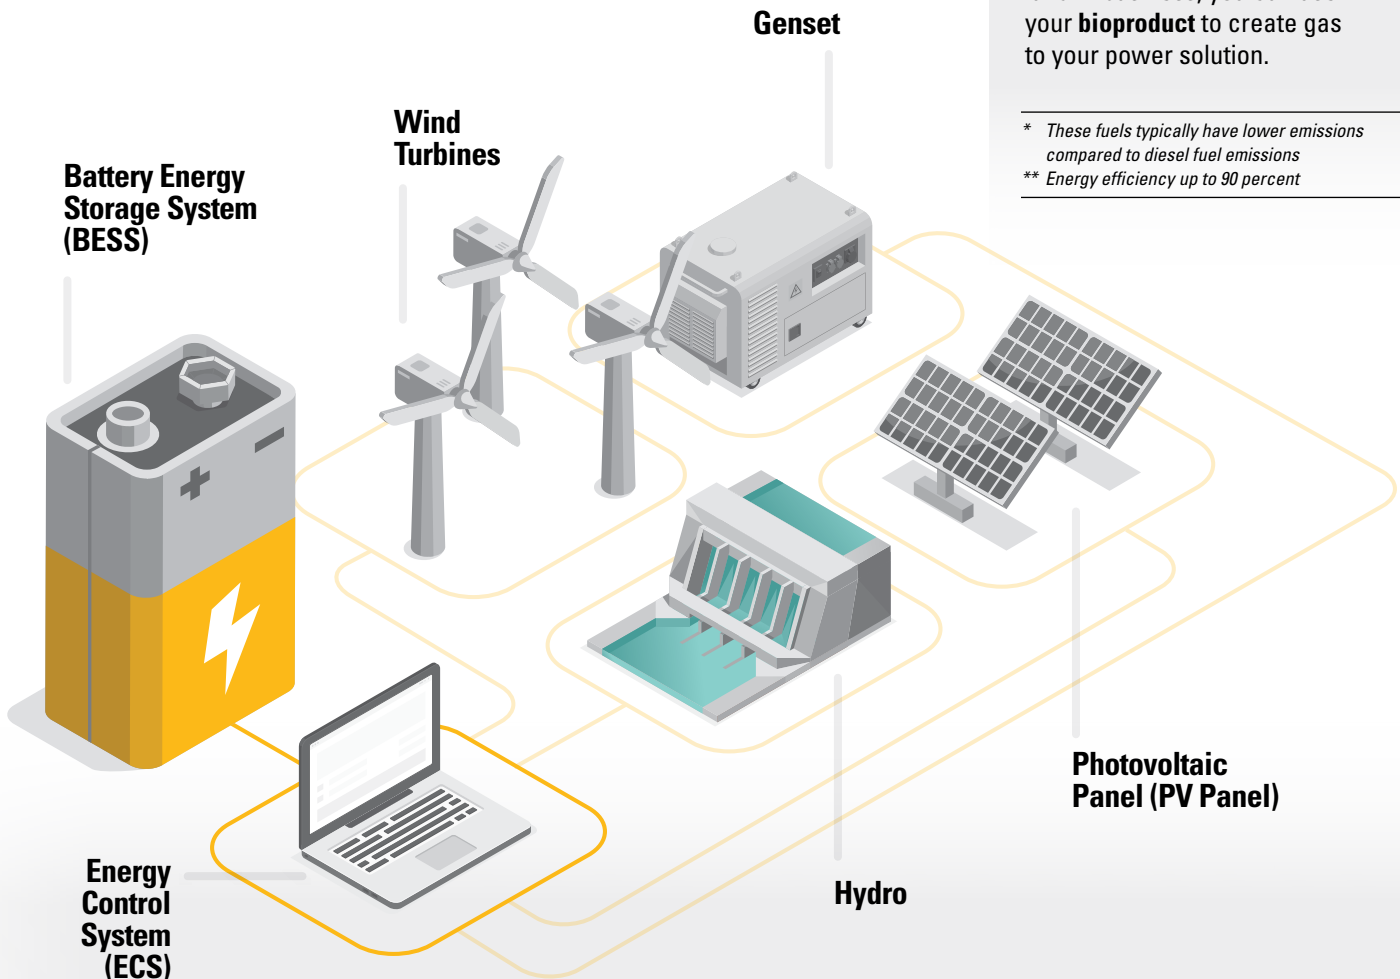 Genset
your bioproduct to create gas
to your power solution.
* These fuels typically have lower emissions
compared to diesel fuel emissions
** Energy efficiency up to 90 percent
Wind
Turbines
Battery Energy
Storage System
(BESS)
Photovoltaic
Panel (PV Panel)
Hydro
Energy
Control
System
(ECS)